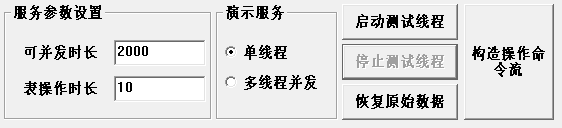 服务参数设置
可并发时长 2000
表操作时长 10
演示服务
单线程
多线程并发
启动测试线程
停止测试线程
恢复原始数据
构造操作命
令流